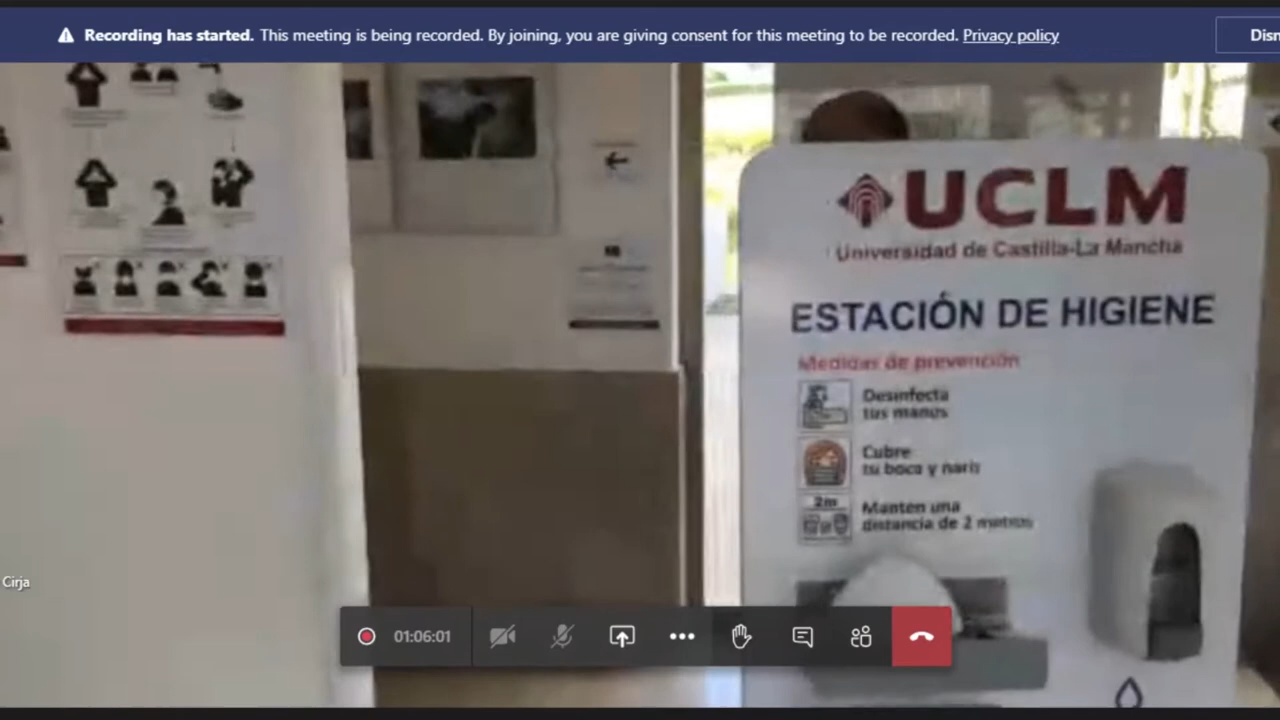 Recording has started. This meeting is being recorded. By joining, you are giving consent for this meeting to be recorded. Privacy policy
UCLM
Universidad de Castilla-La Mancha
ESTACIÓN DE HIGIENE
Medidas de prevención
Desinfecta
tus manos
Cubre
tu boca y nariz
2m
Mantén una
distancia de 2 metros
Cirja
01:06:01